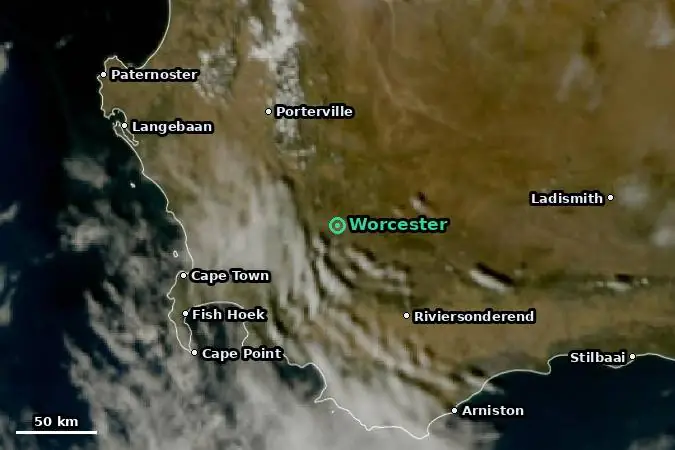 Paternoster
Porterville
Langebaan
Ladismith
Worcester
Cape Town
Fish Hoek
Riviersonderend
Cape Point
Stilbaai
Arniston
50 km